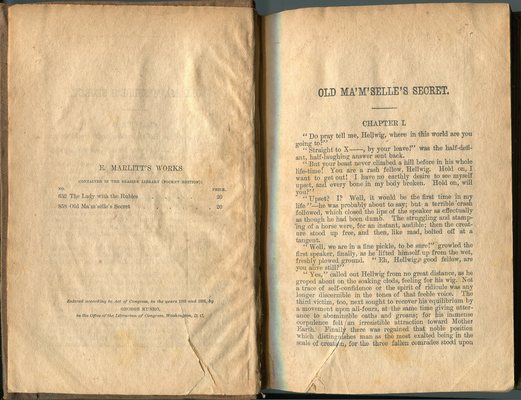 E. MARLITT'S WORKS
CONTAINED IN THE SEASIDE LIBRARY (POCKET EDITION):
NO. PRICE.
652 The Lady with the Rubies 20
858 Old Ma'm'selle's Secret 20
Entered according to Act of Congress, in the years 1885 and 1886, by
GEORGE MUNRO,
in the Office of the Librarian of Congress, Washington, D. C.
OLD MA'M'SELLE'S SECRET.
CHAPTER I.
"Do pray tell me, Hellwig, where in this world are you
going to?"
"Straight to X——, by your leave!" was the half-defi-
ant, half-laughing answer sent back.
"But your beast never climbed a hill before in his whole
life-time! You are a rash fellow, Hellwig. Hold on, I
want to get out! I have no earthly desire to see myself
upset, and every bone in my body broken. Hold on, will
you?"
"Upset? I? Well, it would be the first time in my
life"—he was probably about to say; but a terrible crash
followed, which closed the lips of the speaker as effectually
as though he had been dumb. The struggling and stamp-
ing of a horse, for an instant, audible; then the creat-
ure stood up free, and then, like mad, bolted off at a
tangent.
"Well, we are in a fine pickle, to be sure!" growled the
first speaker, finally, as he lifted himself up from the wet,
freshly plowed ground. "Eh, Hellwig, good fellow, are
you alive still?"
"Yes," called out Hellwig from no great distance, as he
groped about on the soaking clods, feeling for his wig. Not
a trace of self-confidence or the spirit of ridicule was any
longer discernible in the tones of that feeble voice. The
third victim, too, next sought to recover his equilibrium by
a movement upon all-fours, at the same time giving utter-
ance to abominable oaths and groans; for his immense
corpulence felt an irresistible attraction toward Mother
Earth. Finally there was regained that noble position
which distinguishes man as the most exalted being in the
scale of creation, for the three fallen comrades stood upon